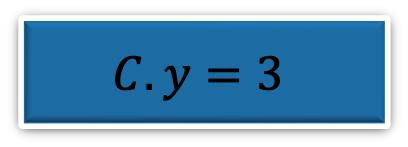 C. y = 3